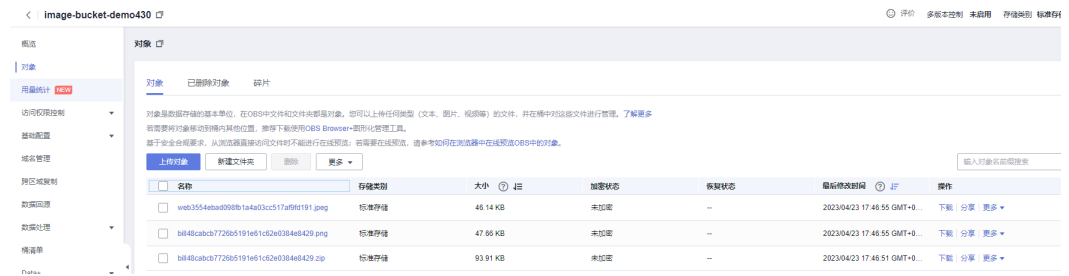 image-bucket-demo430
评价 多版本控制 未启用 存储类别 标准存储
概览
对象
用量统计 NEW
访问权限控制
基础配置
域名管理
跨区域复制
数据回源
数据处理
桶清单
Data+
对象
对象 已删除对象 碎片
对象是数据存储的基本单位，在OBS中文件和文件夹都是对象。您可以上传任何类型（文本、图片、视频等）的文件，并在桶中对这些文件进行管理。了解更多
若需要将对象移动到桶内其他位置，推荐下载使用OBS Browser+图形化管理工具。
基于安全合规要求，从浏览器直接访问文件时不能进行在线预览；若需要在线预览，请参考如何在浏览器中在线预览OBS中的对象。
上传对象 新建文件夹 删除 更多
输入对象名前缀搜索
名称 存储类别 大小 加密状态 恢复状态 最后修改时间 操作
web3554ebad098fb1a4a03cc517af9fd191.jpeg 标准存储 46.14 KB 未加密 -- 2023/04/23 17:46:55 GMT+0... 下载 分享 更多
bill48cabcb7726b5191e61c62e0384e8429.png 标准存储 47.66 KB 未加密 -- 2023/04/23 17:46:55 GMT+0... 下载 分享 更多
bill48cabcb7726b5191e61c62e0384e8429.zip 标准存储 93.91 KB 未加密 -- 2023/04/23 17:46:51 GMT+0... 下载 分享 更多